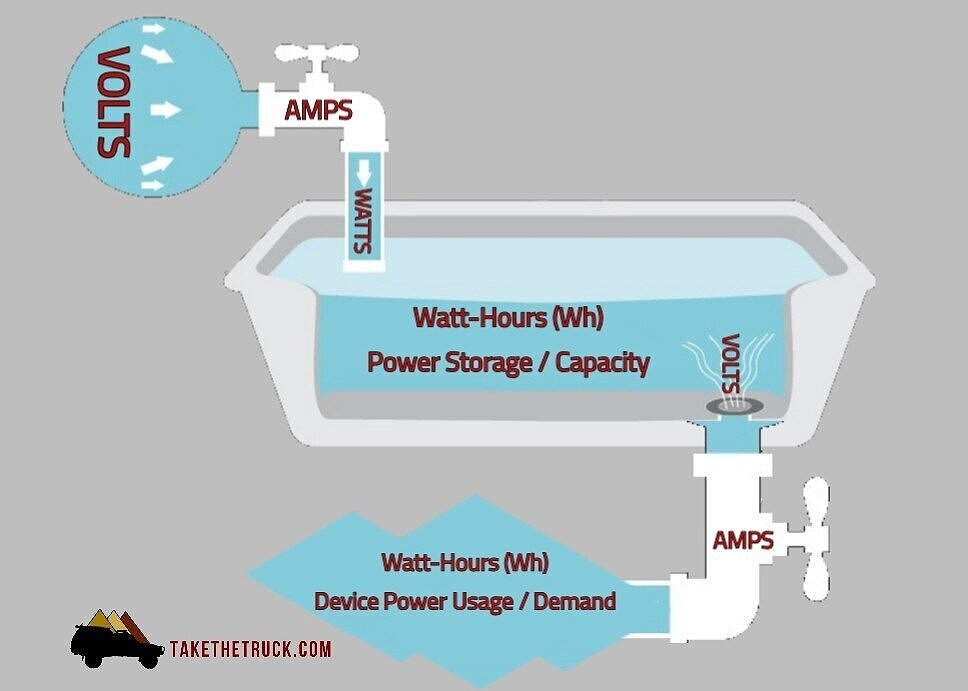 VOLTS
AMPS
WATTS
Watt-Hours (Wh)
Power Storage / Capacity
VOLTS
AMPS
Watt-Hours (Wh)
Device Power Usage / Demand
TAKETHETRUCK.COM